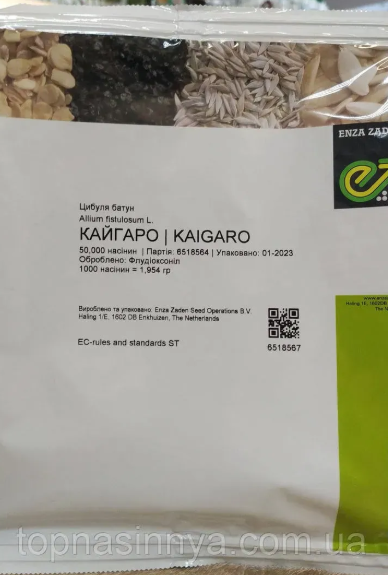 ENZA ZAD
Цибуля батун
Allium fistulosum L.
КАЙГАРО | KAIGARO
50,000 насінин | Партія: 6518564 | Упаковано: 01-2023
Оброблено: Флудіоксоніл
1000 насінин = 1,954 гр
Вироблено та упаковано: Enza Zaden Seed Operations B.V.
Haling 1/E, 1602 DB Enkhuizen, The Netherlands
6518567
EC-rules and standards ST
topnasinnya.com.ua